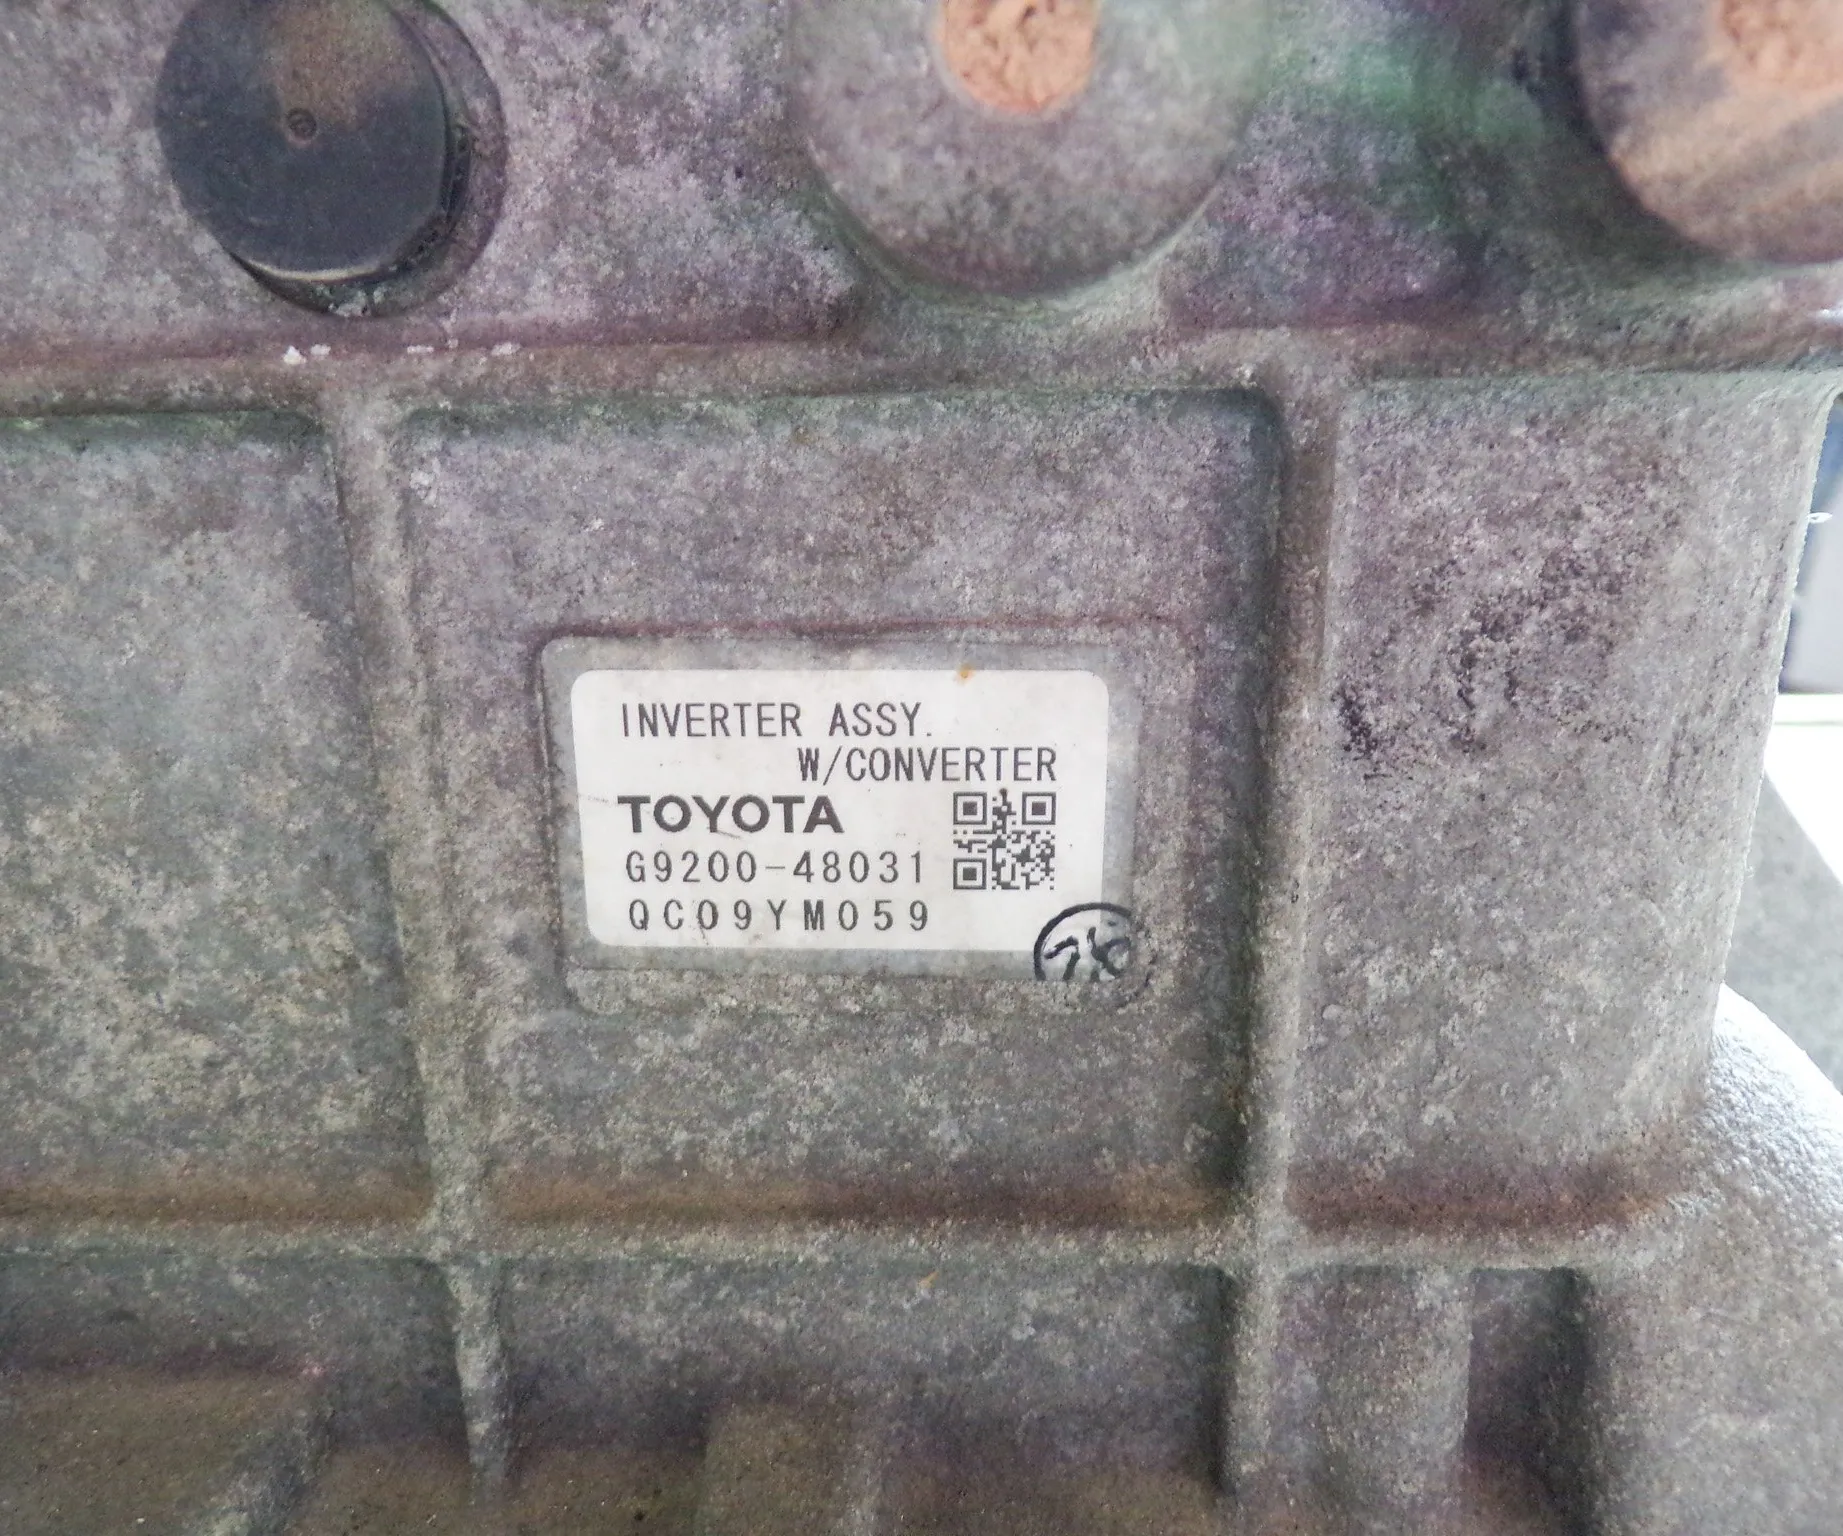 INVERTER ASSY.
W/CONVERTER
TOYOTA
G9200-48031
QC09YM059